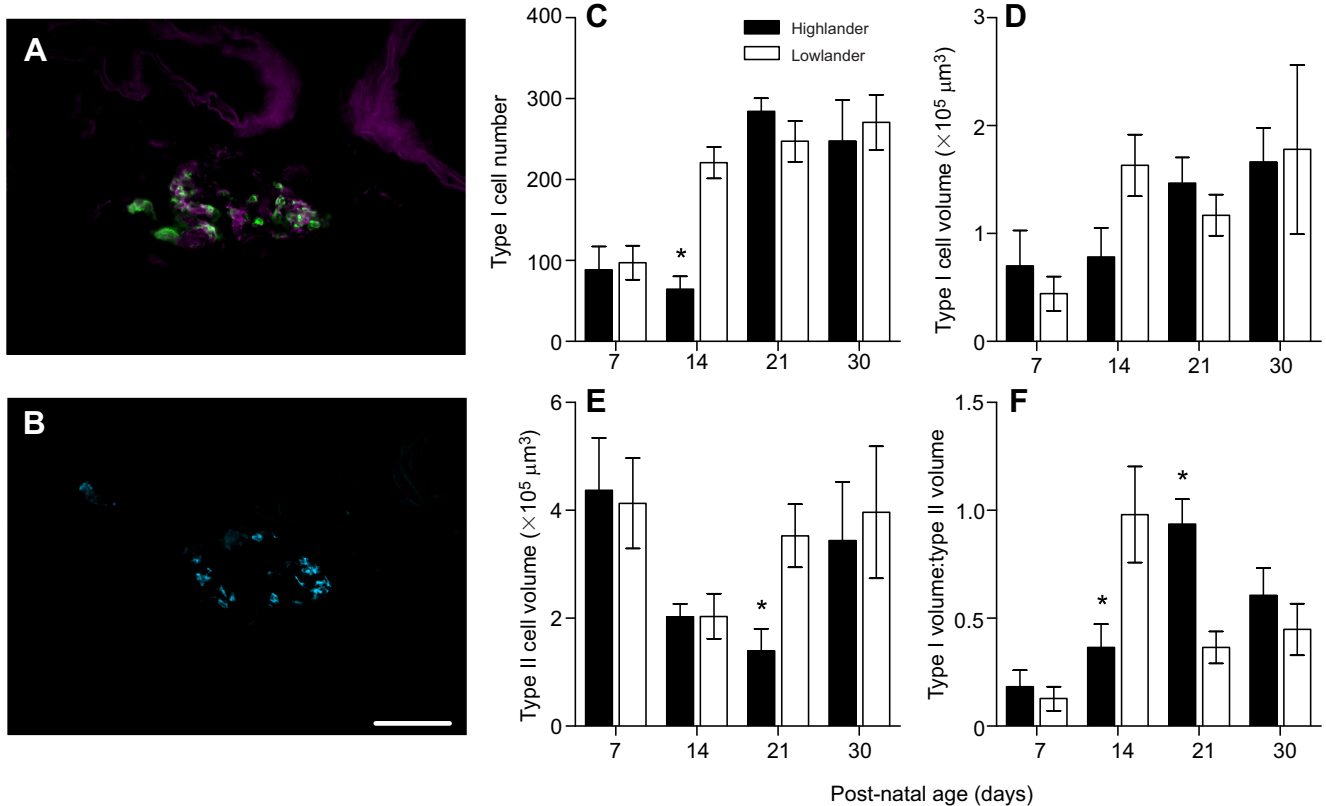 A
B
C
Highlander
Lowlander
Type I cell number
400
300
200
100
0
7 14 21 30
*
D
Type I cell volume (×10⁵ μm³)
3
2
1
0
7 14 21 30
E
Type II cell volume (×10⁵ μm³)
6
4
2
0
7 14 21 30
*
F
Type I volume:type II volume
1.5
1.0
0.5
0
7 14 21 30
*
*
Post-natal age (days)